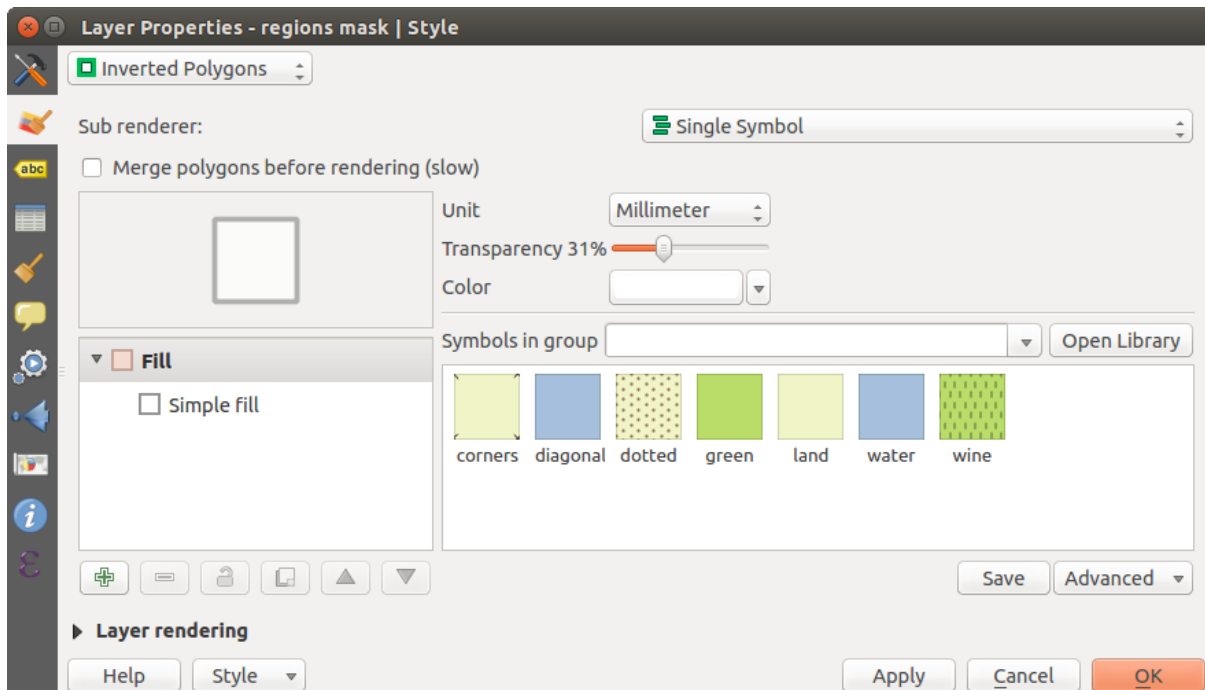 Layer Properties - regions mask | Style
Inverted Polygons
Sub renderer:
Single Symbol
abc
Merge polygons before rendering (slow)
Unit
Millimeter
Transparency 31%
Color
Symbols in group
Open Library
Fill
Simple fill
corners diagonal dotted green land water wine
Save
Advanced
Layer rendering
Help
Style
Apply
Cancel
OK